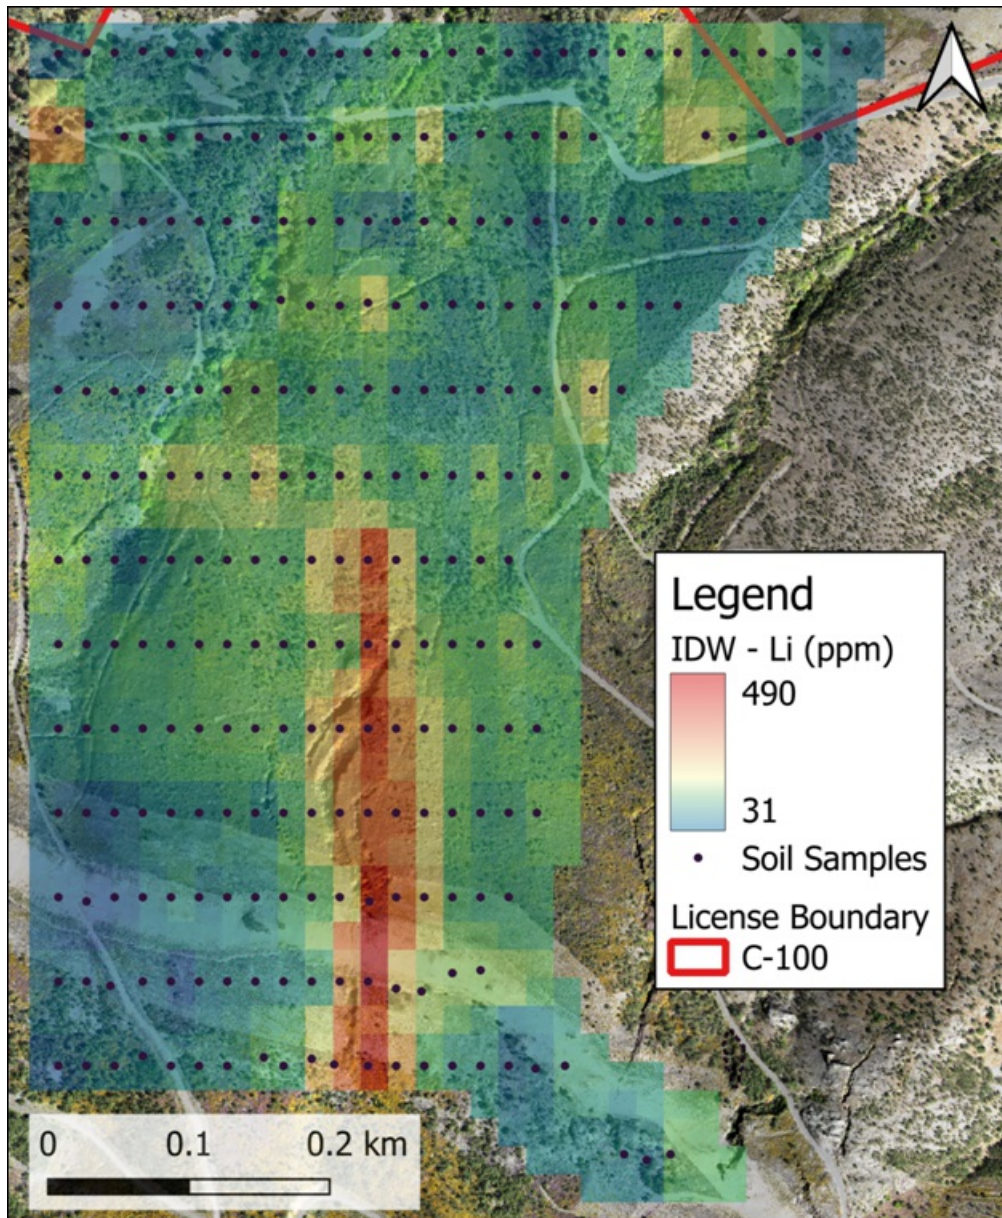 Legend
IDW - Li (ppm)
490
31
Soil Samples
License Boundary
C-100
0 0.1 0.2 km